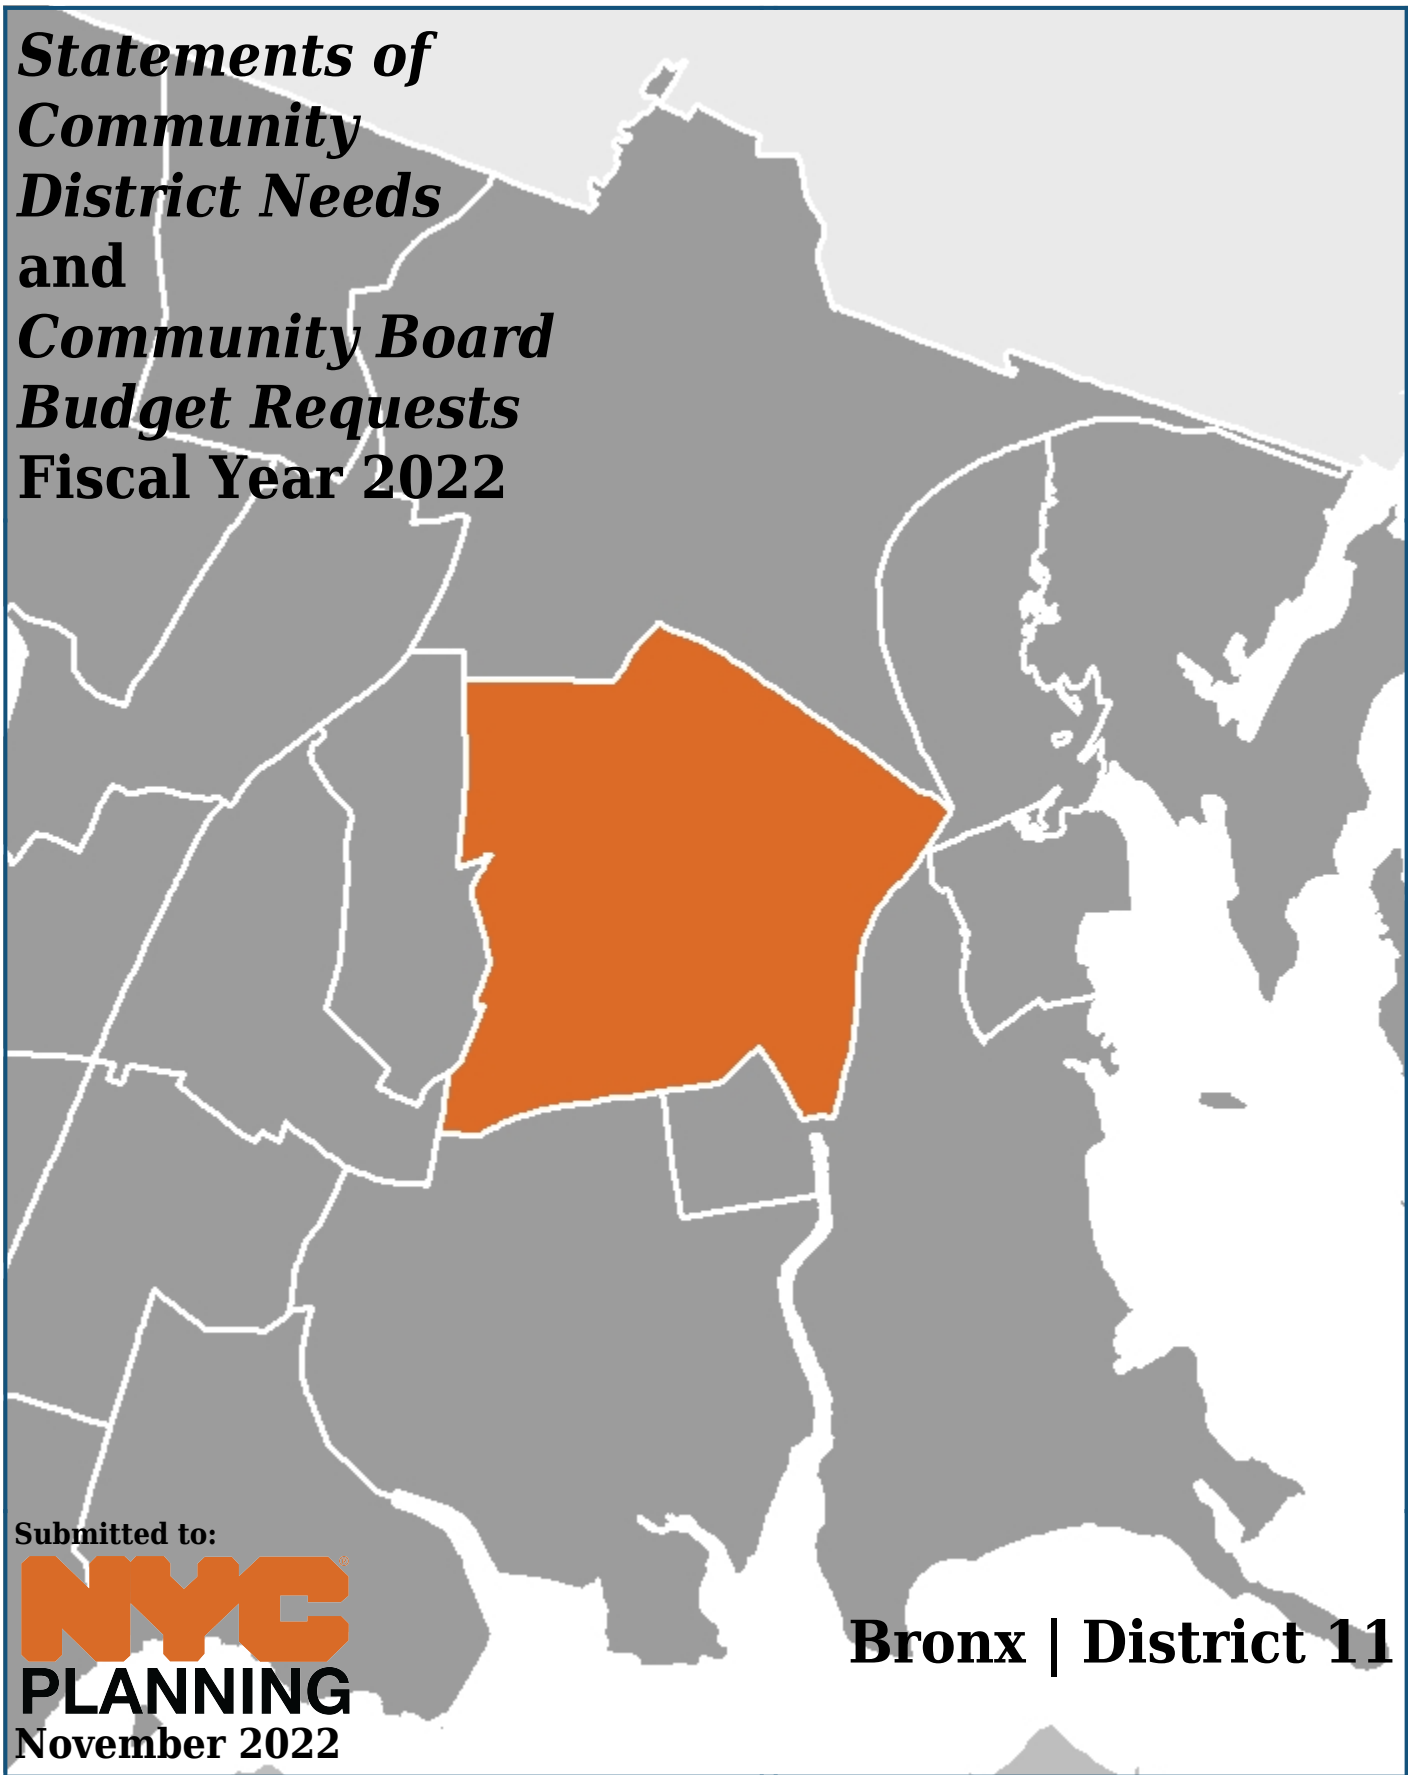 Statements of
Community
District Needs
and
Community Board
Budget Requests
Fiscal Year 2022
Submitted to:
NYC
PLANNING
November 2022
Bronx | District 11